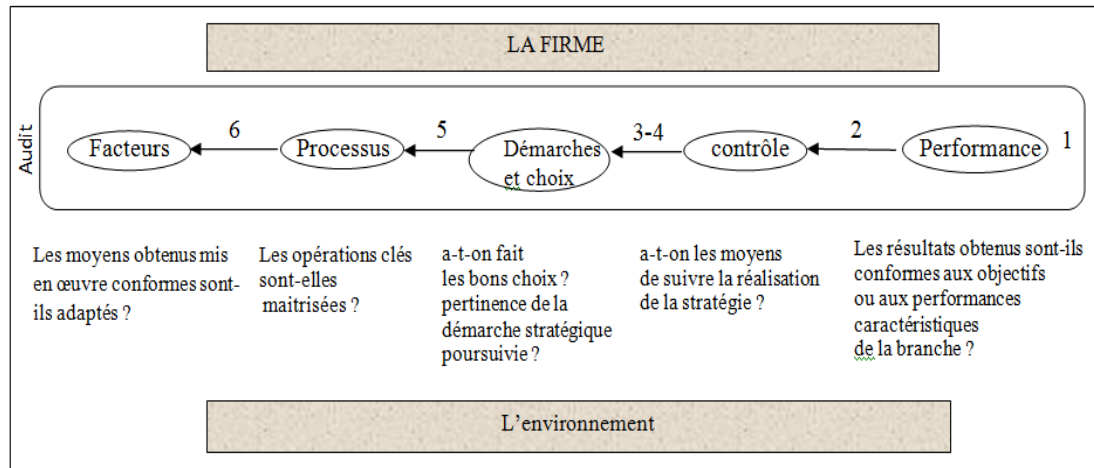 LA FIRME
Audit
6
5
3-4
2
1
Facteurs
Processus
Démarches
et choix
contrôle
Performance
Les moyens obtenus mis
en œuvre conformes sont-
ils adaptés ?
Les opérations clés
sont-elles
maitrisées ?
a-t-on fait
les bons choix ?
pertinence de la
démarche stratégique
poursuivie ?
a-t-on les moyens
de suivre la réalisation
de la stratégie ?
Les résultats obtenus sont-ils
conformes aux objectifs
ou aux performances
caractéristiques
de la branche ?
L'environnement